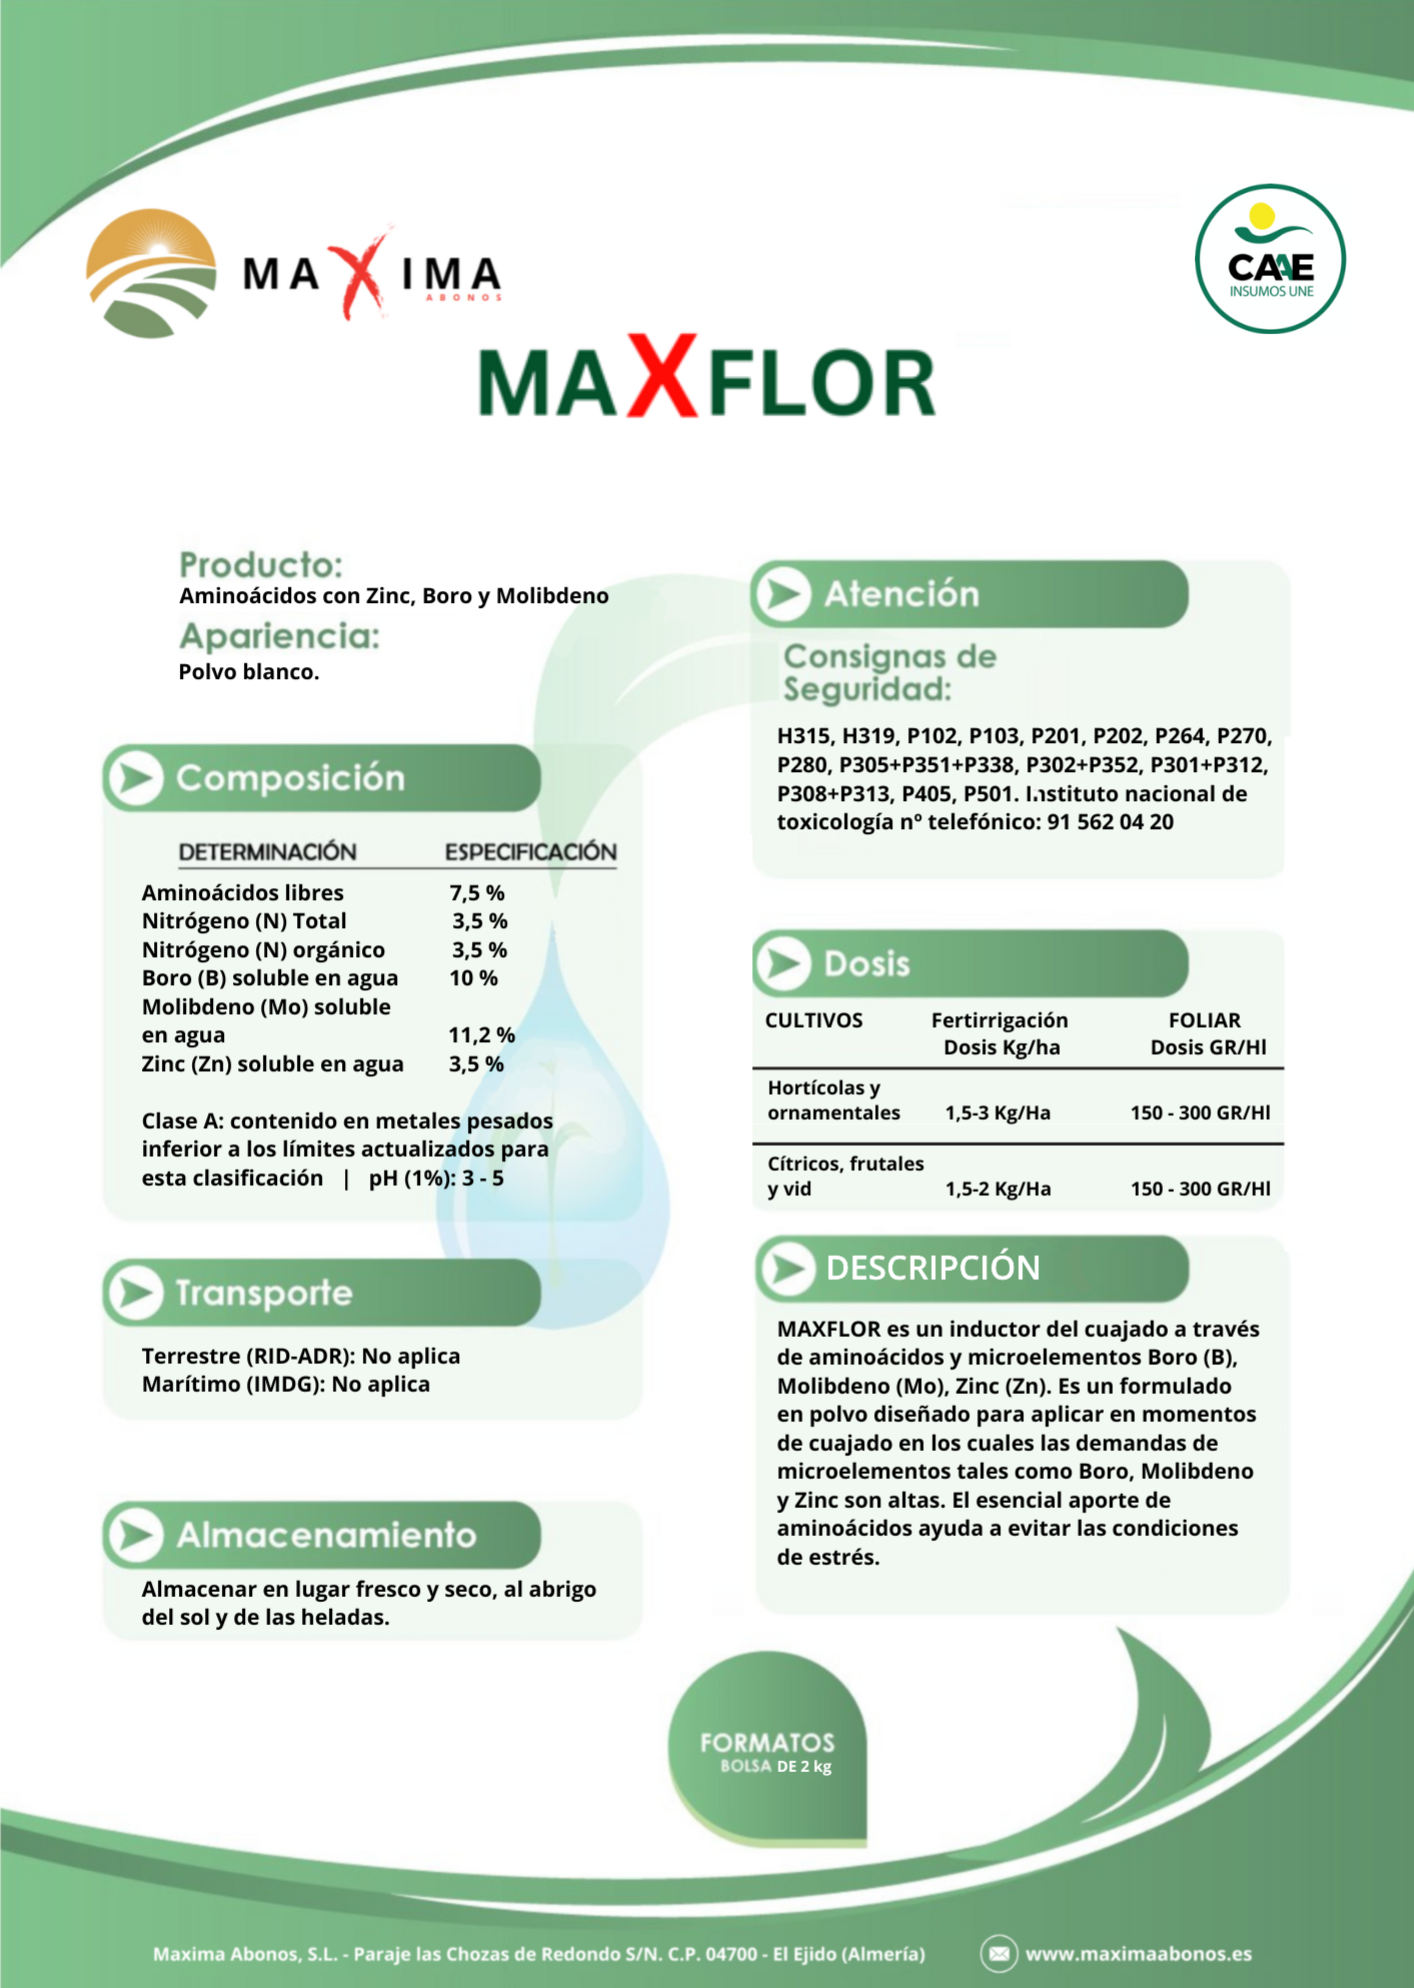 MAXIMA
ABONOS
CAAE
INSUMOS UNE
MAXFLOR
Producto:
Aminoácidos con Zinc, Boro y Molibdeno
Apariencia:
Polvo blanco.
Composición
DETERMINACIÓN ESPECIFICACIÓN
Aminoácidos libres 7,5 %
Nitrógeno (N) Total 3,5 %
Nitrógeno (N) orgánico 3,5 %
Boro (B) soluble en agua 10 %
Molibdeno (Mo) soluble
en agua 11,2 %
Zinc (Zn) soluble en agua 3,5 %
Clase A: contenido en metales pesados
inferior a los límites actualizados para
esta clasificación | pH (1%): 3 - 5
Transporte
Terrestre (RID-ADR): No aplica
Marítimo (IMDG): No aplica
Almacenamiento
Almacenar en lugar fresco y seco, al abrigo
del sol y de las heladas.
Atención
Consignas de
Seguridad:
H315, H319, P102, P103, P201, P202, P264, P270,
P280, P305+P351+P338, P302+P352, P301+P312,
P308+P313, P405, P501. Instituto nacional de
toxicología nº telefónico: 91 562 04 20
Dosis
CULTIVOS Fertirrigación FOLIAR
Dosis Kg/ha Dosis GR/Hl
Hortícolas y
ornamentales 1,5-3 Kg/Ha 150 - 300 GR/Hl
Cítricos, frutales
y vid 1,5-2 Kg/Ha 150 - 300 GR/Hl
DESCRIPCIÓN
MAXFLOR es un inductor del cuajado a través
de aminoácidos y microelementos Boro (B),
Molibdeno (Mo), Zinc (Zn). Es un formulado
en polvo diseñado para aplicar en momentos
de cuajado en los cuales las demandas de
microelementos tales como Boro, Molibdeno
y Zinc son altas. El esencial aporte de
aminoácidos ayuda a evitar las condiciones
de estrés.
FORMATOS
BOLSA DE 2 kg
Maxima Abonos, S.L. - Paraje las Chozas de Redondo S/N. C.P. 04700 - El Ejido (Almería) www.maximaabonos.es